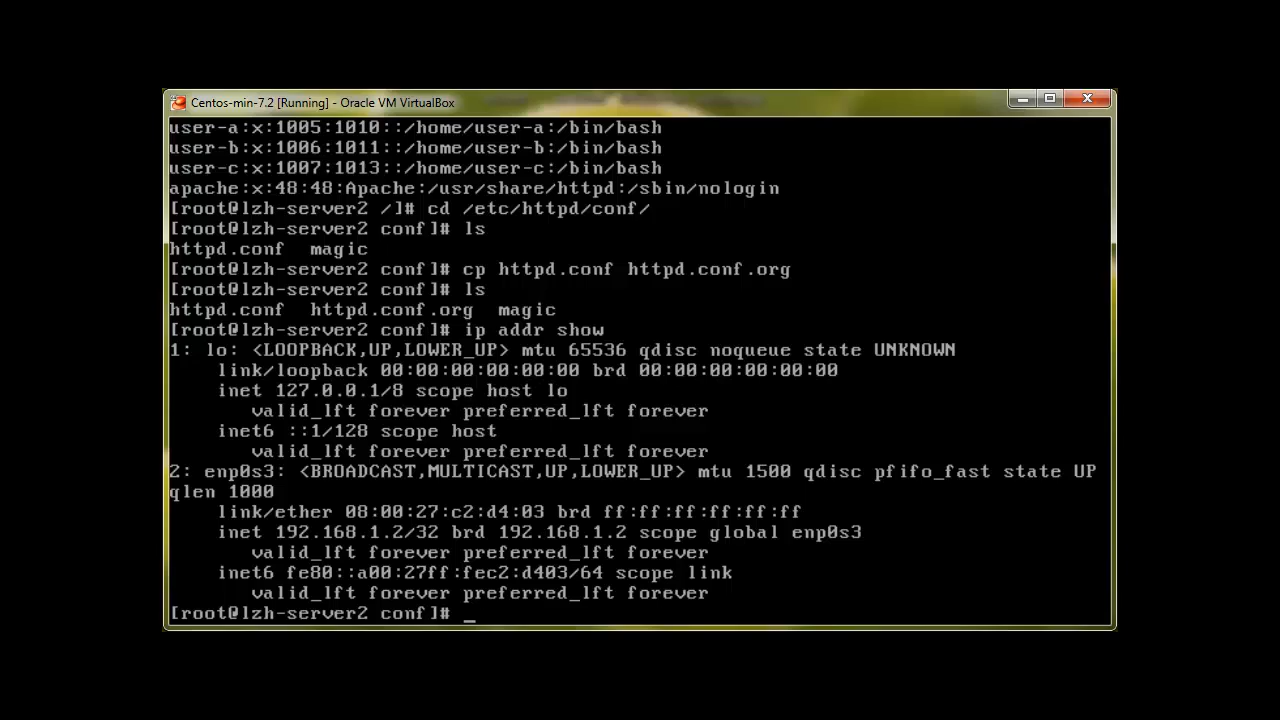 Centos-min-7.2 [Running] - Oracle VM VirtualBox
user-a:x:1005:1010::/home/user-a:/bin/bash
user-b:x:1006:1011::/home/user-b:/bin/bash
user-c:x:1007:1013::/home/user-c:/bin/bash
apache:x:48:48:Apache:/usr/share/httpd:/sbin/nologin
[root@lzh-server2 /]# cd /etc/httpd/conf/
[root@lzh-server2 conf]# ls
httpd.conf  magic
[root@lzh-server2 conf]# cp httpd.conf httpd.conf.org
[root@lzh-server2 conf]# ls
httpd.conf  httpd.conf.org  magic
[root@lzh-server2 conf]# ip addr show
1: lo: <LOOPBACK,UP,LOWER_UP> mtu 65536 qdisc noqueue state UNKNOWN
    link/loopback 00:00:00:00:00:00 brd 00:00:00:00:00:00
    inet 127.0.0.1/8 scope host lo
       valid_lft forever preferred_lft forever
    inet6 ::1/128 scope host
       valid_lft forever preferred_lft forever
2: enp0s3: <BROADCAST,MULTICAST,UP,LOWER_UP> mtu 1500 qdisc pfifo_fast state UP
qlen 1000
    link/ether 08:00:27:c2:d4:03 brd ff:ff:ff:ff:ff:ff
    inet 192.168.1.2/32 brd 192.168.1.2 scope global enp0s3
       valid_lft forever preferred_lft forever
    inet6 fe80::a00:27ff:fec2:d403/64 scope link
       valid_lft forever preferred_lft forever
[root@lzh-server2 conf]# _